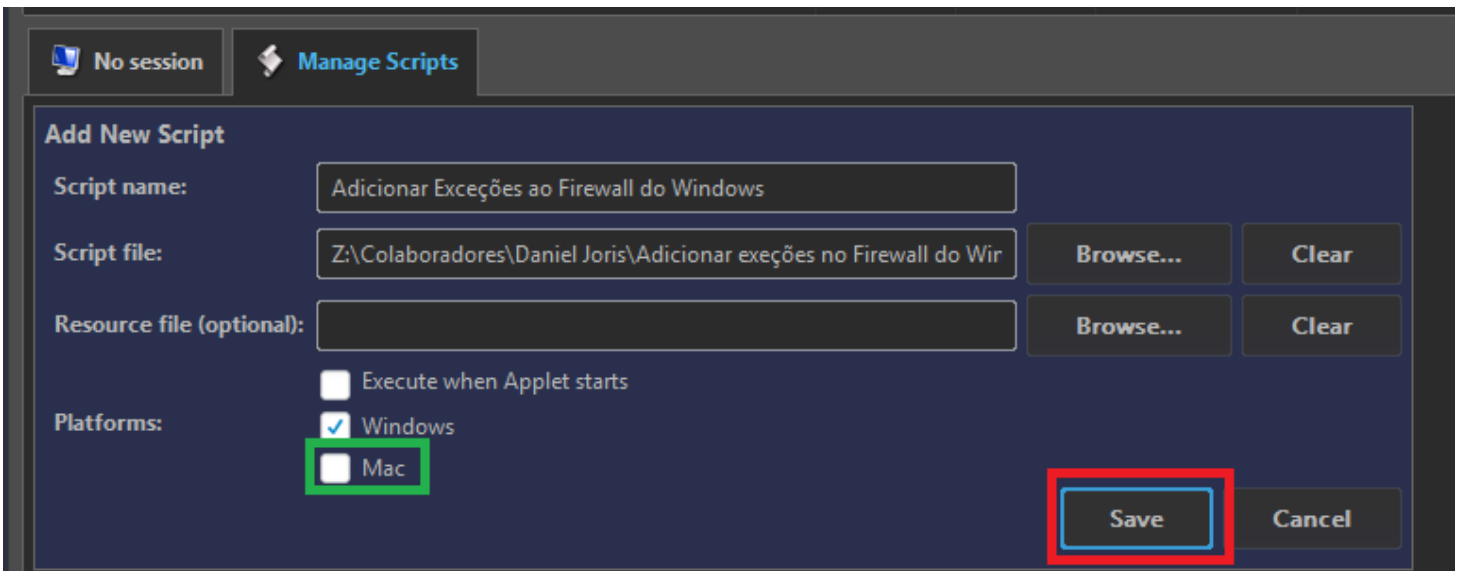 No session
Manage Scripts
Add New Script
Script name:
Adicionar Exceções ao Firewall do Windows
Script file:
Z:\Colaboradores\Daniel Joris\Adicionar exeções no Firewall do Wir
Browse...
Clear
Resource file (optional):
Browse...
Clear
Execute when Applet starts
Platforms:
Windows
Mac
Save
Cancel